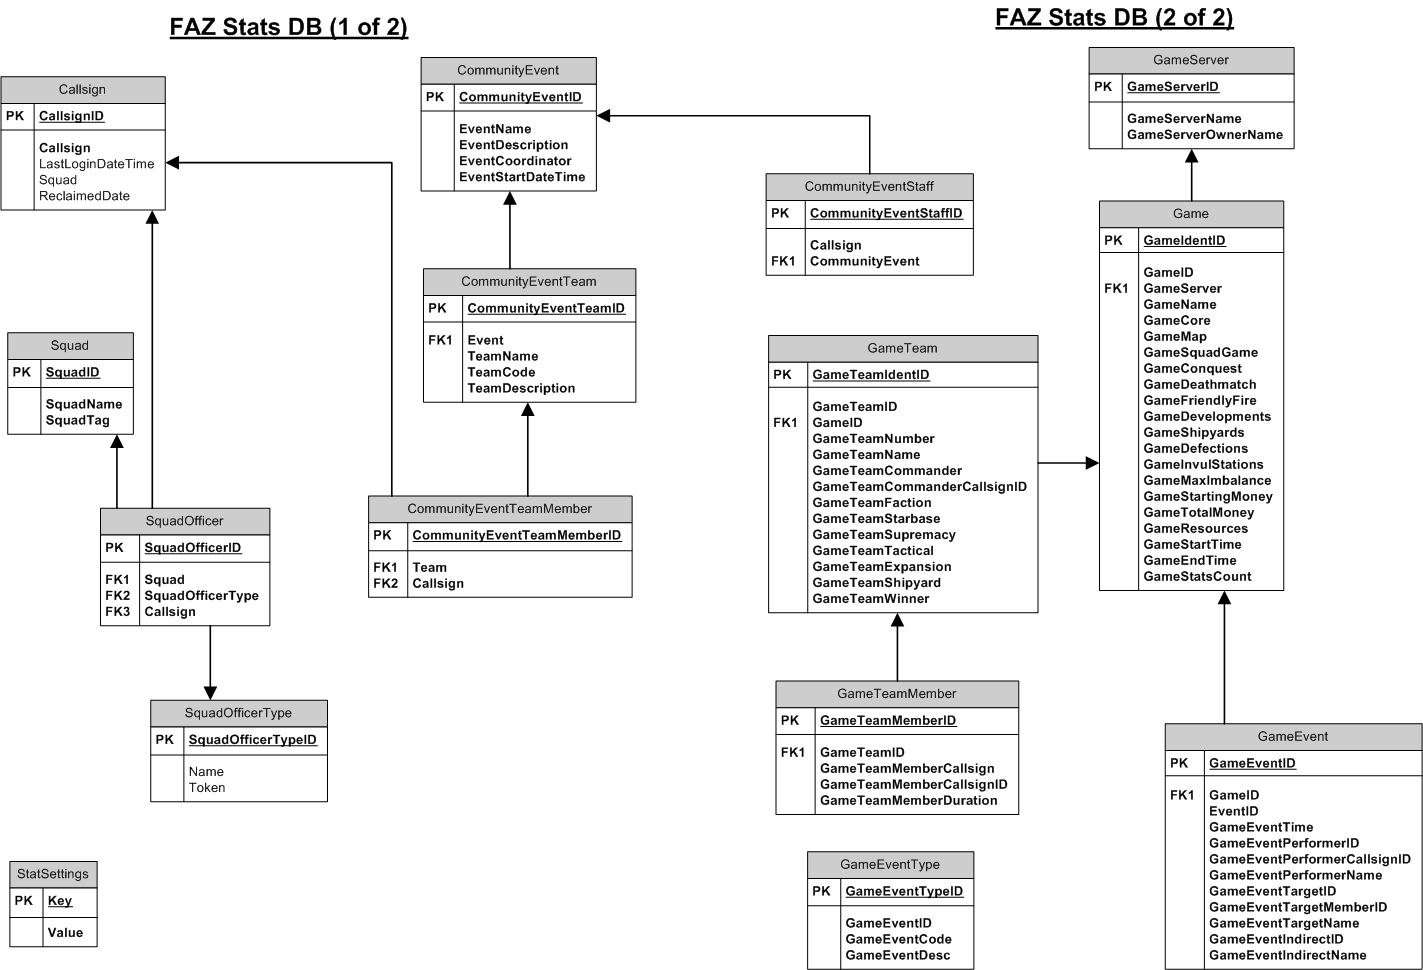 FAZ Stats DB (1 of 2)
Callsign
PK CallsignID
Callsign
LastLoginDateTime
Squad
ReclaimedDate
CommunityEvent
PK CommunityEventID
EventName
EventDescription
EventCoordinator
EventStartDateTime
CommunityEventTeam
PK CommunityEventTeamID
FK1 Event
TeamName
TeamCode
TeamDescription
Squad
PK SquadID
SquadName
SquadTag
SquadOfficer
PK SquadOfficerID
FK1 Squad
FK2 SquadOfficerType
FK3 Callsign
CommunityEventTeamMember
PK CommunityEventTeamMemberID
FK1 Team
FK2 Callsign
SquadOfficerType
PK SquadOfficerTypeID
Name
Token
StatSettings
PK Key
Value
CommunityEventStaff
PK CommunityEventStaffID
Callsign
FK1 CommunityEvent
FAZ Stats DB (2 of 2)
GameServer
PK GameServerID
GameServerName
GameServerOwnerName
Game
PK GameIdentID
GameID
FK1 GameServer
GameName
GameCore
GameMap
GameSquadGame
GameConquest
GameDeathmatch
GameFriendlyFire
GameDevelopments
GameShipyards
GameDefections
GameInvulStations
GameMaxImbalance
GameStartingMoney
GameTotalMoney
GameResources
GameStartTime
GameEndTime
GameStatsCount
GameTeam
PK GameTeamIdentID
GameTeamID
FK1 GameID
GameTeamNumber
GameTeamName
GameTeamCommander
GameTeamCommanderCallsignID
GameTeamFaction
GameTeamStarbase
GameTeamSupremacy
GameTeamTactical
GameTeamExpansion
GameTeamShipyard
GameTeamWinner
GameTeamMember
PK GameTeamMemberID
FK1 GameTeamID
GameTeamMemberCallsign
GameTeamMemberCallsignID
GameTeamMemberDuration
GameEventType
PK GameEventTypeID
GameEventID
GameEventCode
GameEventDesc
GameEvent
PK GameEventID
FK1 GameID
EventID
GameEventTime
GameEventPerformerID
GameEventPerformerCallsignID
GameEventPerformerName
GameEventTargetID
GameEventTargetMemberID
GameEventTargetName
GameEventIndirectID
GameEventIndirectName